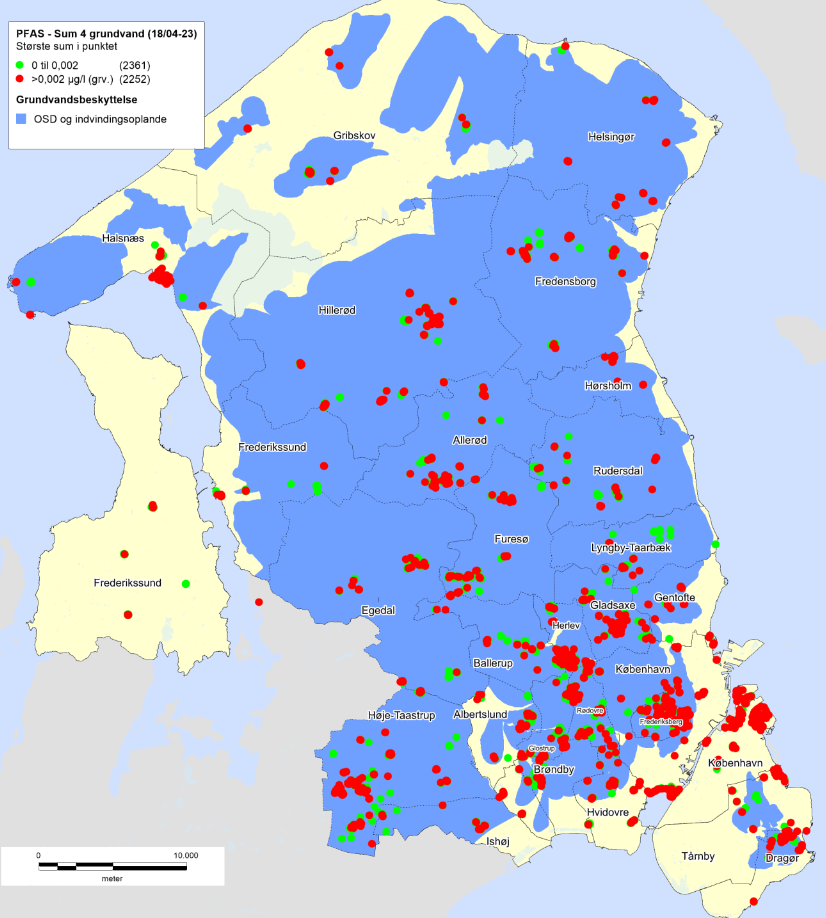 PFAS - Sum 4 grundvand (18/04-23)
Største sum i punktet
0 til 0,002 (2361)
>0,002 µg/l (grv.) (2252)
Grundvandsbeskyttelse
OSD og indvindingsoplande
Gribskov
Helsingør
Halsnæs
Fredensborg
Hillerød
Hørsholm
Allerød
Frederikssund
Rudersdal
Furesø
Lyngby-Taarbæk
Frederikssund
Gentofte
Gladsaxe
Egedal
Herlev
Ballerup
København
Høje-Taastrup
Albertslund
Rødovre
Frederiksberg
Glostrup
København
Brøndby
Hvidovre
Ishøj
Tårnby
Dragør
0 10.000
meter